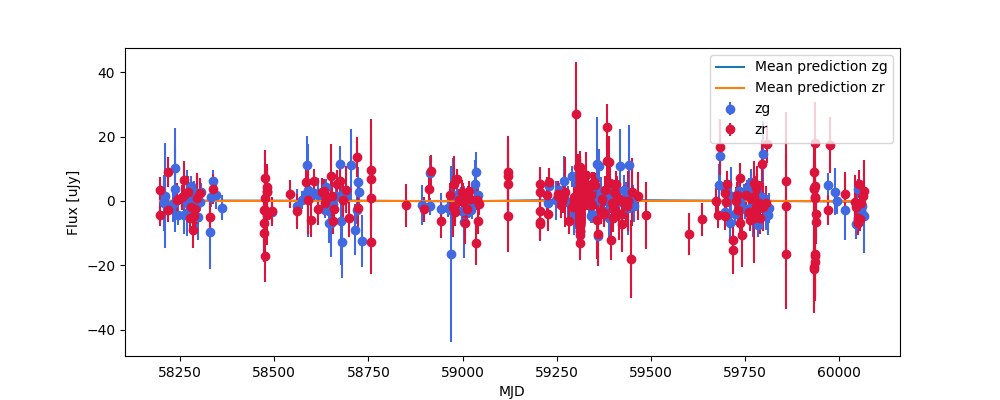 Mean prediction zg
Mean prediction zr
zg
zr
40
20
0
−20
−40
Flux [uJy]
58250
58500
58750
59000
59250
59500
59750
60000
MJD